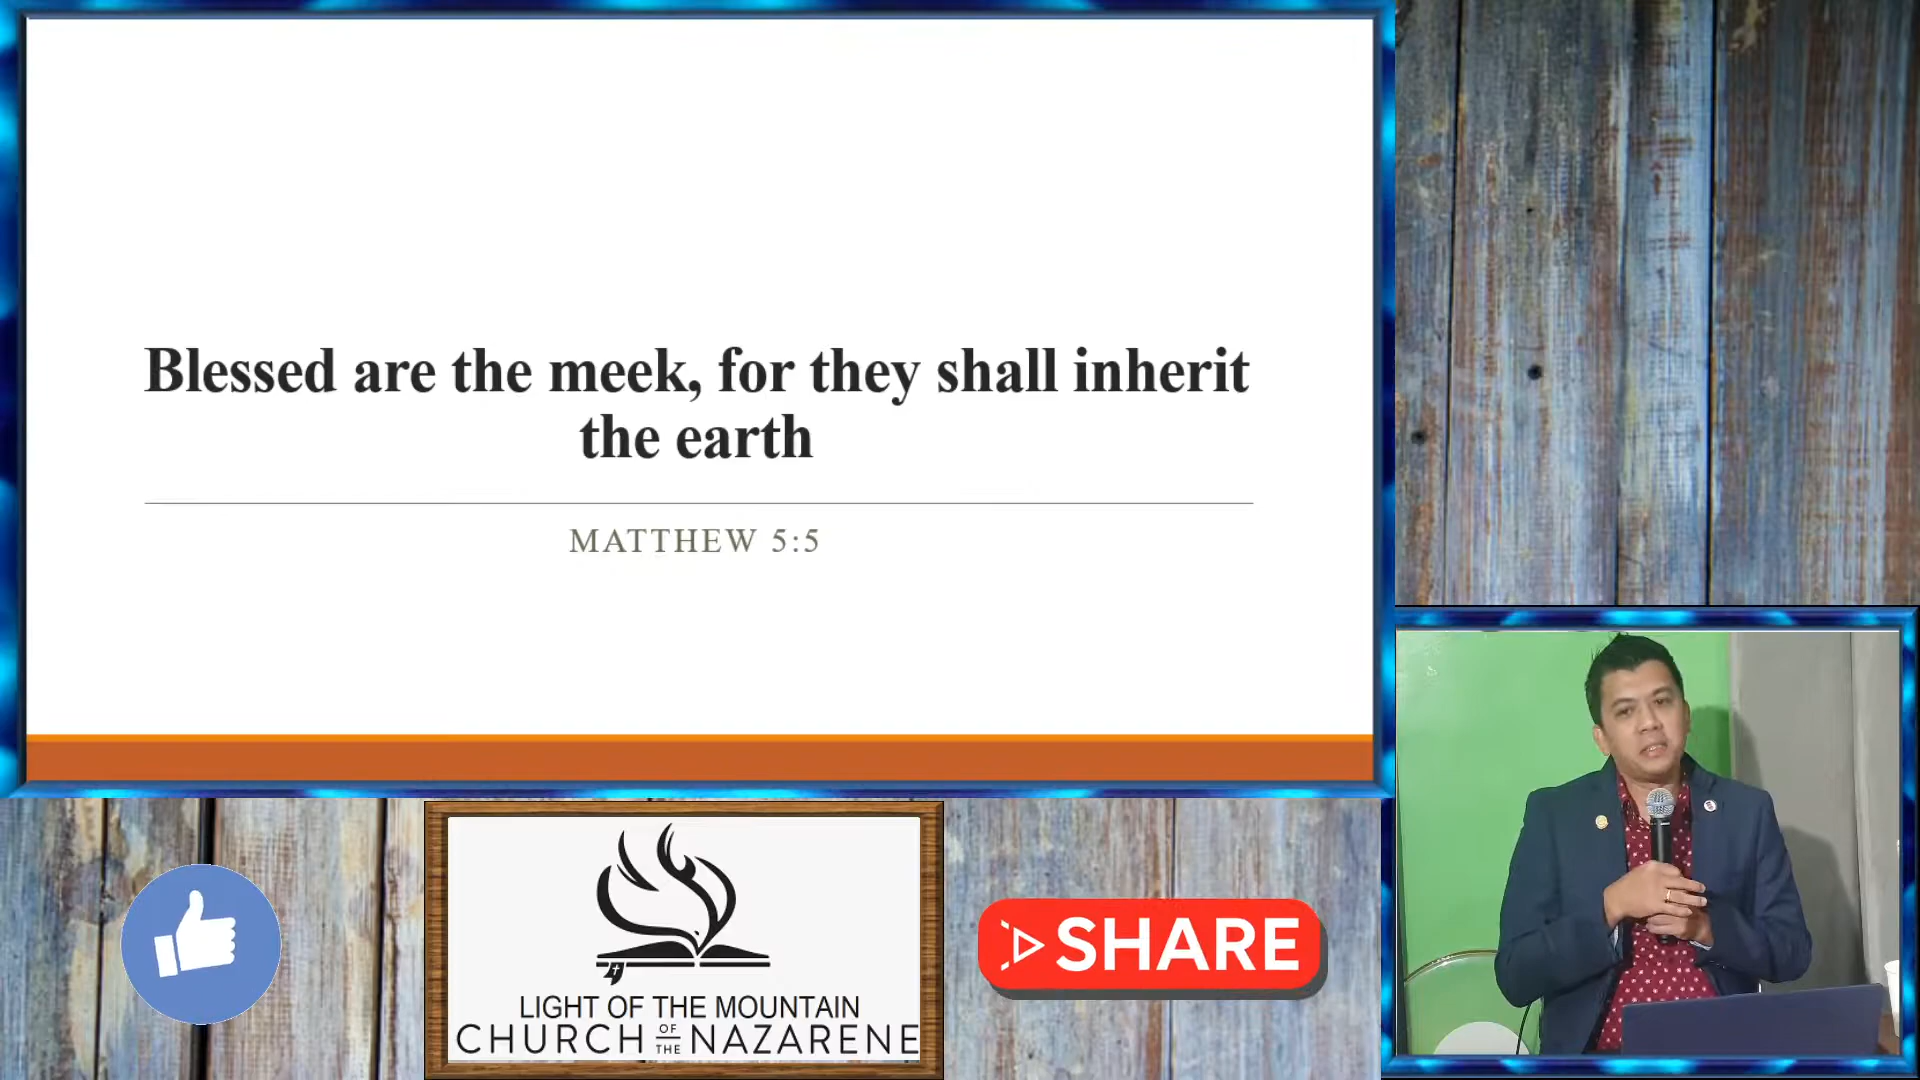 Blessed are the meek, for they shall inherit
the earth
MATTHEW 5:5
LIGHT OF THE MOUNTAIN
CHURCH OF THE NAZARENE
SHARE